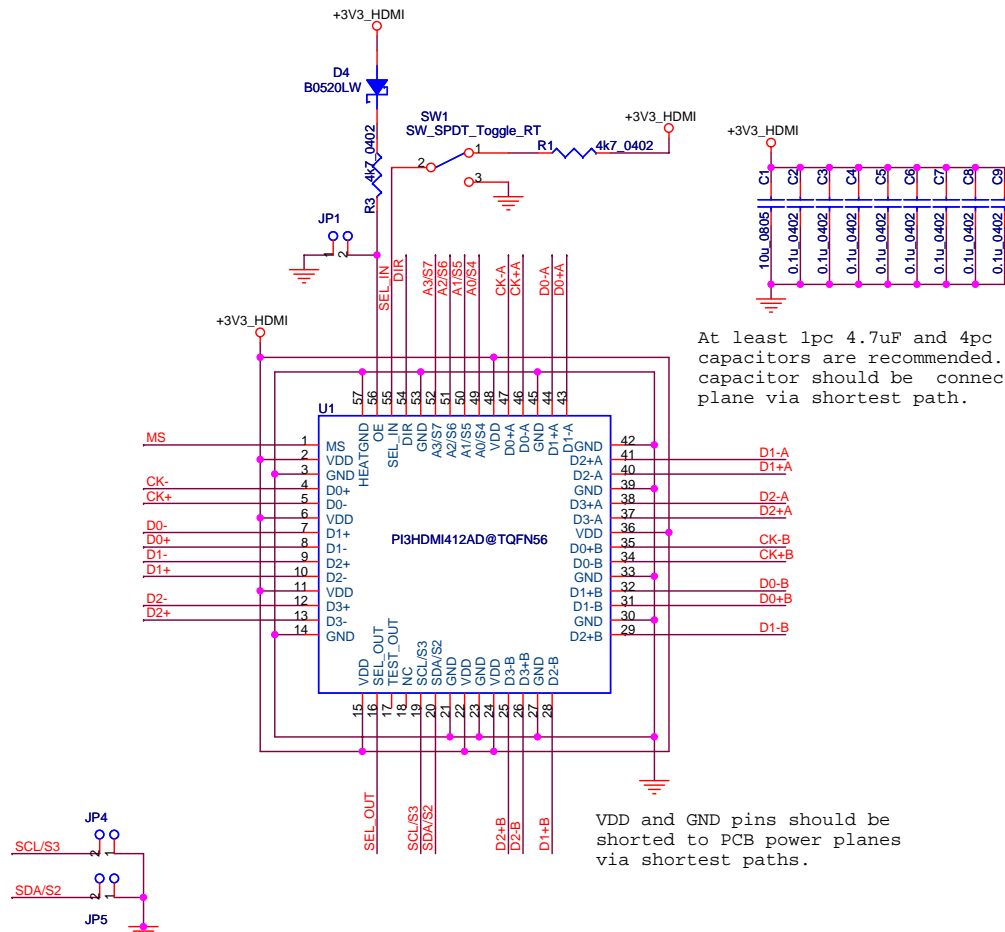 +3V3_HDMI
D4
B0520LW
SW1
SW_SPDT_Toggle_RT
+3V3_HDMI
+3V3_HDMI
R1
4k7_0402
4k7_0402
R3
1
2
3
JP1
1
2
C1
C2
C3
C4
C5
C6
C7
C8
C9
10u_0805
0.1u_0402
0.1u_0402
0.1u_0402
0.1u_0402
0.1u_0402
0.1u_0402
0.1u_0402
0.1u_0402
SEL_IN
DIR
A3/S7
A2/S6
A1/S5
A0/S4
CK-A
CK+A
D0-A
D0+A
+3V3_HDMI
At least 1pc 4.7uF and 4pc
capacitors are recommended.
capacitor should be connec
plane via shortest path.
U1
57
56
55
54
53
52
51
50
49
48
47
46
45
44
43
HEATGND
OE
SEL_IN
DIR
GND
A3/S7
A2/S6
A1/S5
A0/S4
VDD
D0+A
D0-A
GND
D1+A
D1-A
MS 1 MS
2 VDD
3 GND
CK- 4 D0+
CK+ 5 D0-
6 VDD
D0- 7 D1+
D0+ 8 D1-
D1- 9 D2+
D1+ 10 D2-
11 VDD
D2- 12 D3+
D2+ 13 D3-
14 GND
PI3HDMI412AD@TQFN56
GND 42
D2+A 41 D1-A
D2-A 40 D1+A
GND 39
D3+A 38 D2-A
D3-A 37 D2+A
VDD 36
D0+B 35 CK-B
D0-B 34 CK+B
GND 33
D1+B 32 D0-B
D1-B 31 D0+B
GND 30
D2+B 29 D1-B
VDD
SEL_OUT
TEST_OUT
NC
SCL/S3
SDA/S2
GND
VDD
GND
VDD
D3-B
D3+B
GND
D2-B
15
16
17
18
19
20
21
22
23
24
25
26
27
28
SEL_OUT
SCL/S3
SDA/S2
D2+B
D2-B
D1+B
VDD and GND pins should be
shorted to PCB power planes
via shortest paths.
JP4
SCL/S3
2
1
SDA/S2
2
1
JP5